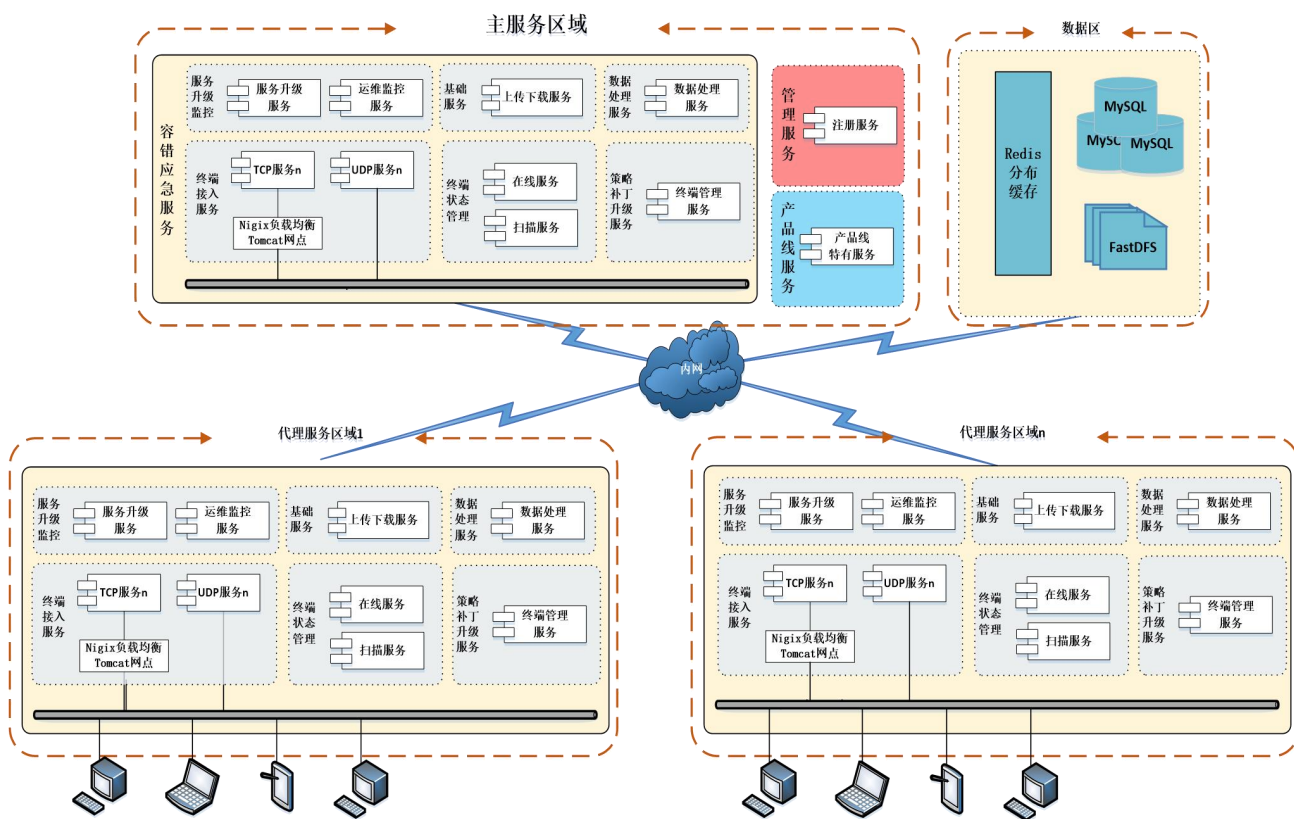 主服务区域
数据区
容错应急服务
服务
升级
监控
服务升级
服务
运维监控
服务
基础
服务
上传下载服务
数据
处理
服务
数据处理
服务
终端
接入
服务
TCP服务n
UDP服务n
Nigix负载均衡
Tomcat网点
终端
状态
管理
在线服务
扫描服务
策略
补丁
升级
服务
终端管理
服务
管理服务
注册服务
产品线服务
产品线
特有服务
Redis
分布
缓存
MySQL
MySQL
FastDFS
内网
代理服务区域1
服务
升级
监控
服务升级
服务
运维监控
服务
基础
服务
上传下载服务
数据
处理
服务
数据处理
服务
终端
接入
服务
TCP服务n
UDP服务n
Nigix负载均衡
Tomcat网点
终端
状态
管理
在线服务
扫描服务
策略
补丁
升级
服务
终端管理
服务
代理服务区域n
服务
升级
监控
服务升级
服务
运维监控
服务
基础
服务
上传下载服务
数据
处理
服务
数据处理
服务
终端
接入
服务
TCP服务n
UDP服务n
Nigix负载均衡
Tomcat网点
终端
状态
管理
在线服务
扫描服务
策略
补丁
升级
服务
终端管理
服务